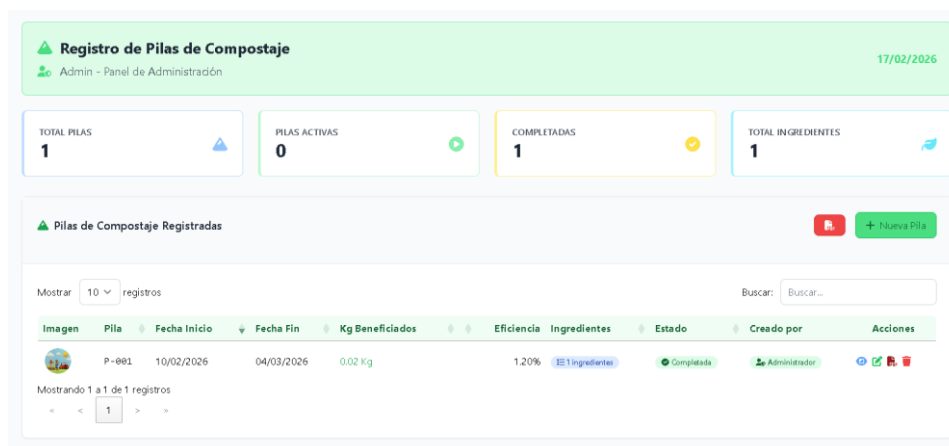 Registro de Pilas de Compostaje
Admin - Panel de Administración
17/02/2026
TOTAL PILAS
1
PILAS ACTIVAS
0
COMPLETADAS
1
TOTAL INGREDIENTES
1
Pilas de Compostaje Registradas
+ Nueva Pila
Mostrar 10 registros
Buscar: Buscar...
Imagen Pila Fecha Inicio Fecha Fin Kg Beneficiados Eficiencia Ingredientes Estado Creado por Acciones
P-001 10/02/2026 04/03/2026 0.02 Kg 1.20% 1 ingredientes Completada Administrador
Mostrando 1 a 1 de 1 registros
« < 1 > »